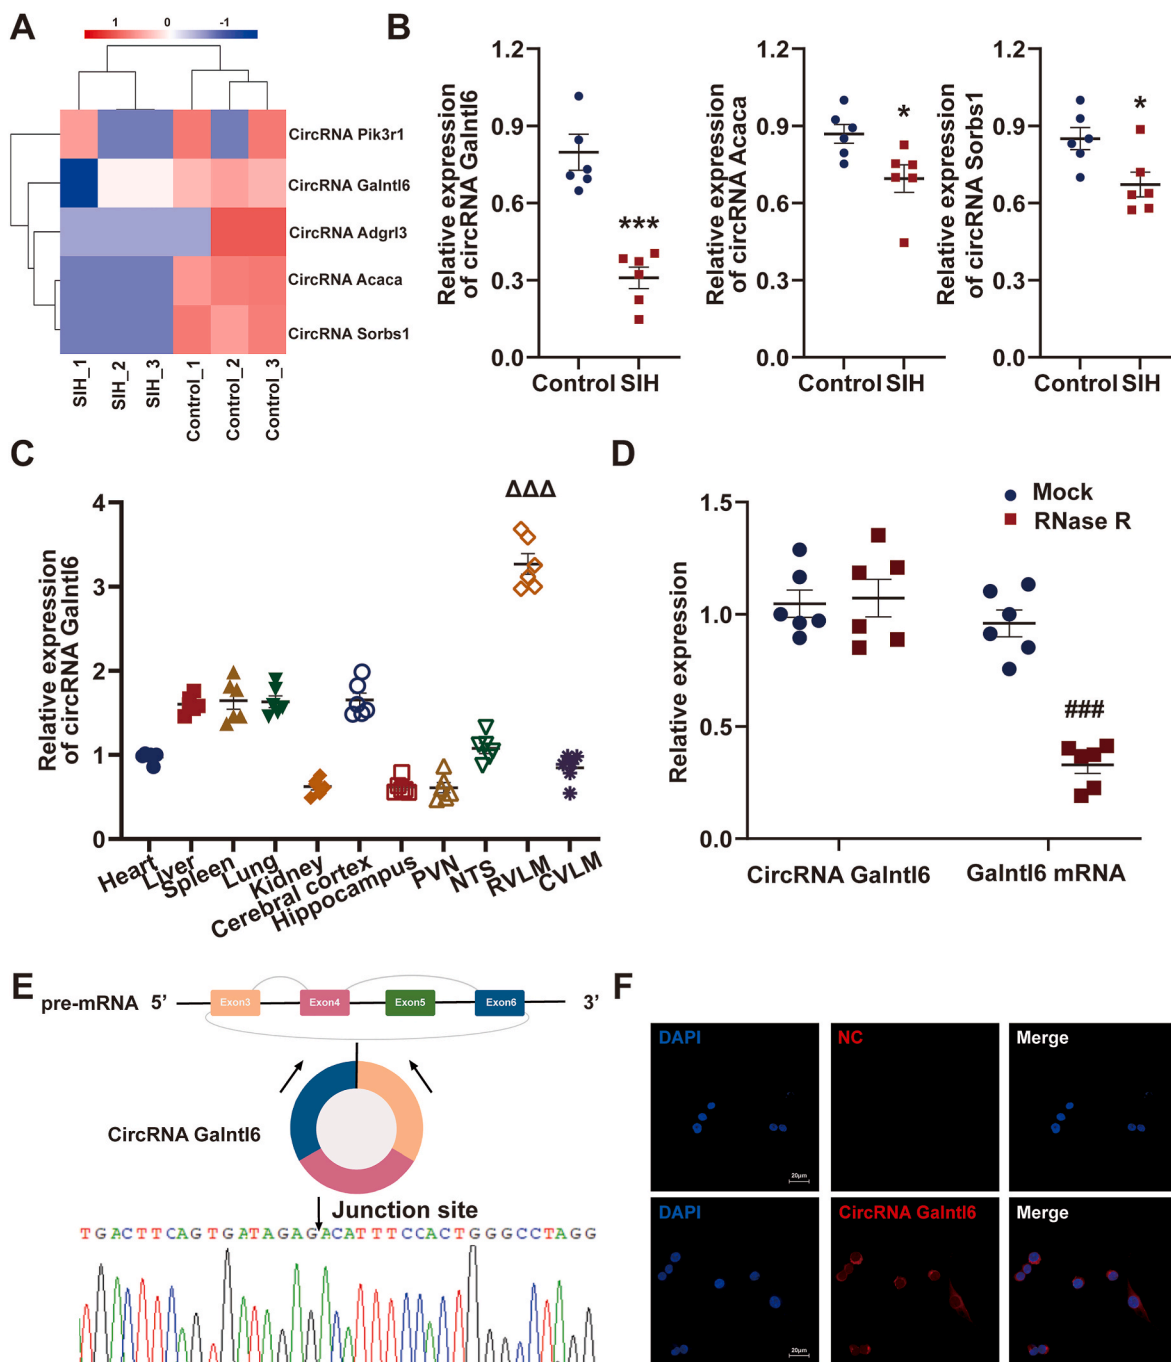 A
1 0 -1
CircRNA Pik3r1
CircRNA Galntl6
CircRNA Adgrl3
CircRNA Acaca
CircRNA Sorbs1
SIH_1
SIH_2
SIH_3
Control_1
Control_2
Control_3
B
Relative expression
of circRNA Galntl6
1.2
0.9
0.6
0.3
0.0
***
Control SIH
Relative expression
of circRNA Acaca
1.2
0.9
0.6
0.3
0.0
*
Control SIH
Relative expression
of circRNA Sorbs1
1.2
0.9
0.6
0.3
0.0
*
Control SIH
C
Relative expression
of circRNA Galntl6
4
3
2
1
0
ΔΔΔ
Heart
Liver
Spleen
Lung
Kidney
Cerebral cortex
Hippocampus
PVN
NTS
RVLM
CVLM
D
Relative expression
1.5
1.0
0.5
0.0
Mock
RNase R
###
CircRNA Galntl6
Galntl6 mRNA
E
pre-mRNA 5’ Exon3 Exon4 Exon5 Exon6 3’
CircRNA Galntl6
Junction site
TGACTTCAGTGATAGAGACATTTCCACTGGGCCTAGG
F
DAPI
NC
Merge
20μm
20μm
DAPI
CircRNA Galntl6
Merge
20μm
20μm